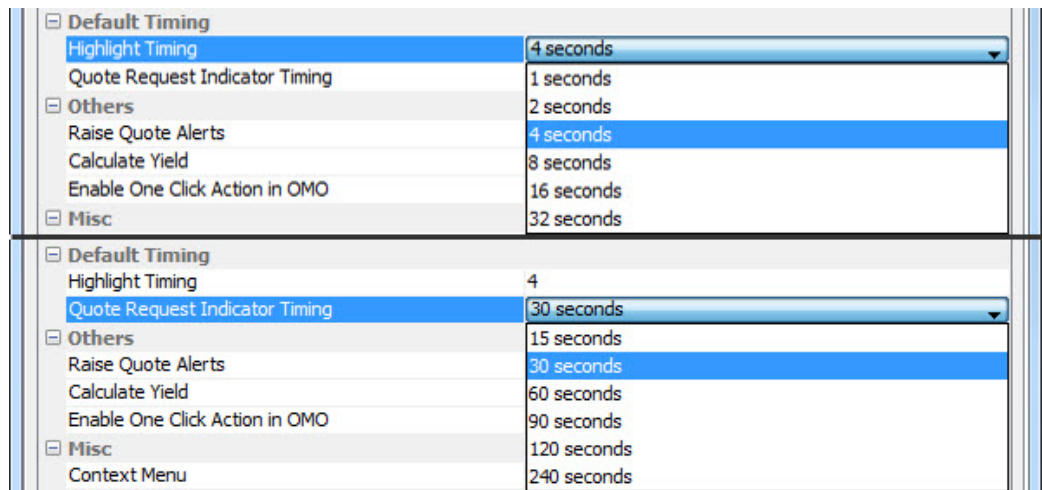 Default Timing
Highlight Timing 4 seconds
Quote Request Indicator Timing 1 seconds
Others 2 seconds
Raise Quote Alerts 4 seconds
Calculate Yield 8 seconds
Enable One Click Action in OMO 16 seconds
Misc 32 seconds
Default Timing
Highlight Timing 4
Quote Request Indicator Timing 30 seconds
Others 15 seconds
Raise Quote Alerts 30 seconds
Calculate Yield 60 seconds
Enable One Click Action in OMO 90 seconds
Misc 120 seconds
Context Menu 240 seconds